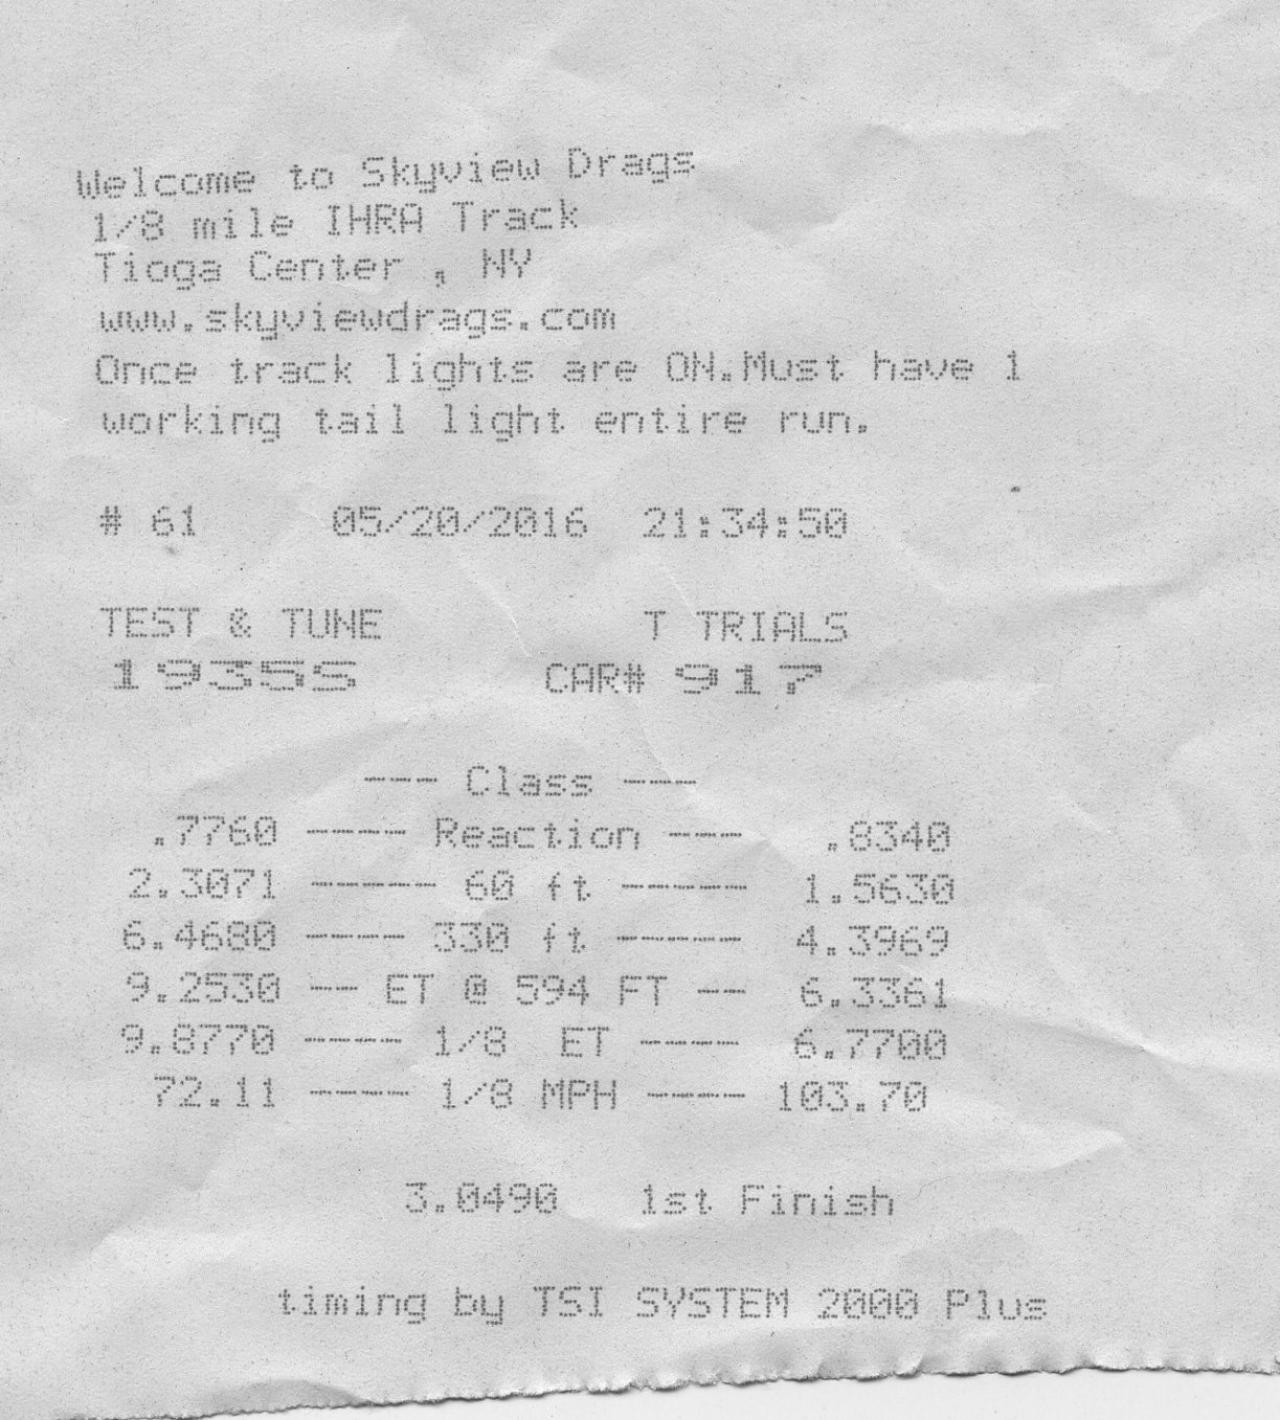 Welcome to Skyview Drags
1/8 mile IHRA Track
Tioga Center , NY
www.skyviewdrags.com
Once track lights are ON.Must have 1
working tail light entire run.
# 61 05/20/2016 21:34:50
TEST & TUNE T TRIALS
1935S CAR# 917
--- Class ---
.7760 ---- Reaction --- .8340
2.3071 ----- 60 ft ----- 1.5630
6.4680 ---- 330 ft ----- 4.3969
9.2530 -- ET @ 594 FT -- 6.3361
9.8770 ---- 1/8 ET ---- 6.7700
72.11 ---- 1/8 MPH ---- 103.70
3.0490 1st Finish
timing by TSI SYSTEM 2000 Plus